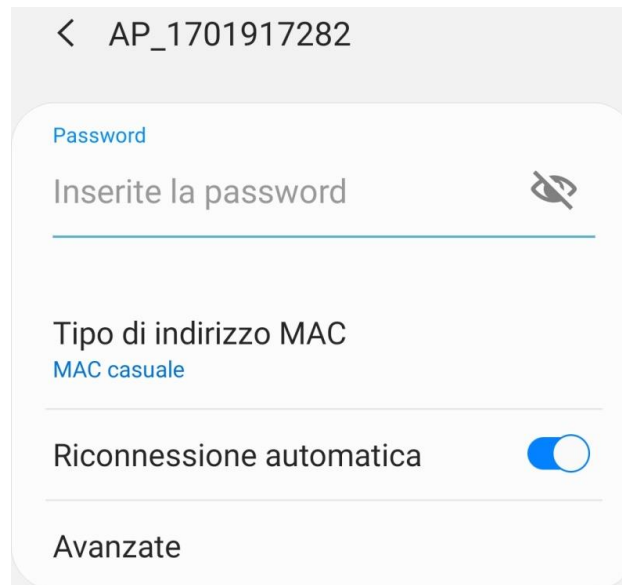 AP_1701917282
Password
Inserite la password
Tipo di indirizzo MAC
MAC casuale
Riconnessione automatica
Avanzate